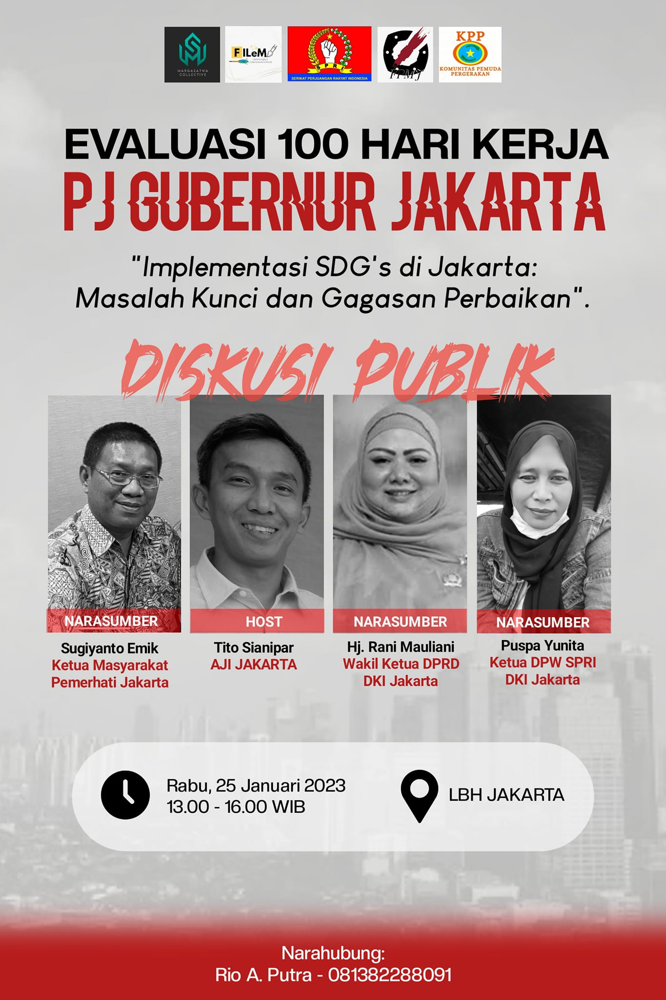 MARGASATWA
COLLECTIVE
FILeM
SPRI
SERIKAT PERJUANGAN RAKYAT INDONESIA
FPMJ
KPP
KOMUNITAS PEMUDA
PERGERAKAN
EVALUASI 100 HARI KERJA
PJ GUBERNUR JAKARTA
"Implementasi SDG's di Jakarta:
Masalah Kunci dan Gagasan Perbaikan".
DISKUSI PUBLIK
NARASUMBER
Sugiyanto Emik
Ketua Masyarakat
Pemerhati Jakarta
HOST
Tito Sianipar
AJI JAKARTA
NARASUMBER
Hj. Rani Mauliani
Wakil Ketua DPRD
DKI Jakarta
NARASUMBER
Puspa Yunita
Ketua DPW SPRI
DKI Jakarta
Rabu, 25 Januari 2023
13.00 - 16.00 WIB
LBH JAKARTA
Narahubung:
Rio A. Putra - 081382288091